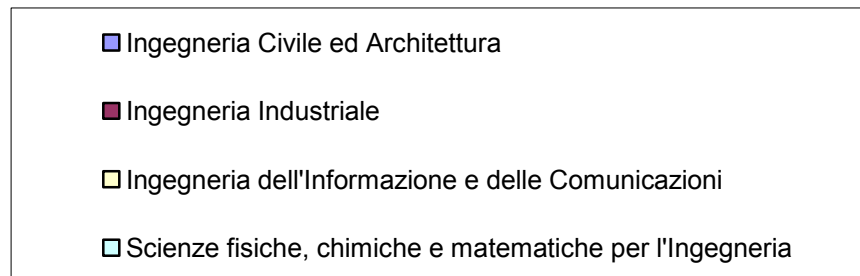 Ingegneria Civile ed Architettura
Ingegneria Industriale
Ingegneria dell'Informazione e delle Comunicazioni
Scienze fisiche, chimiche e matematiche per l'Ingegneria